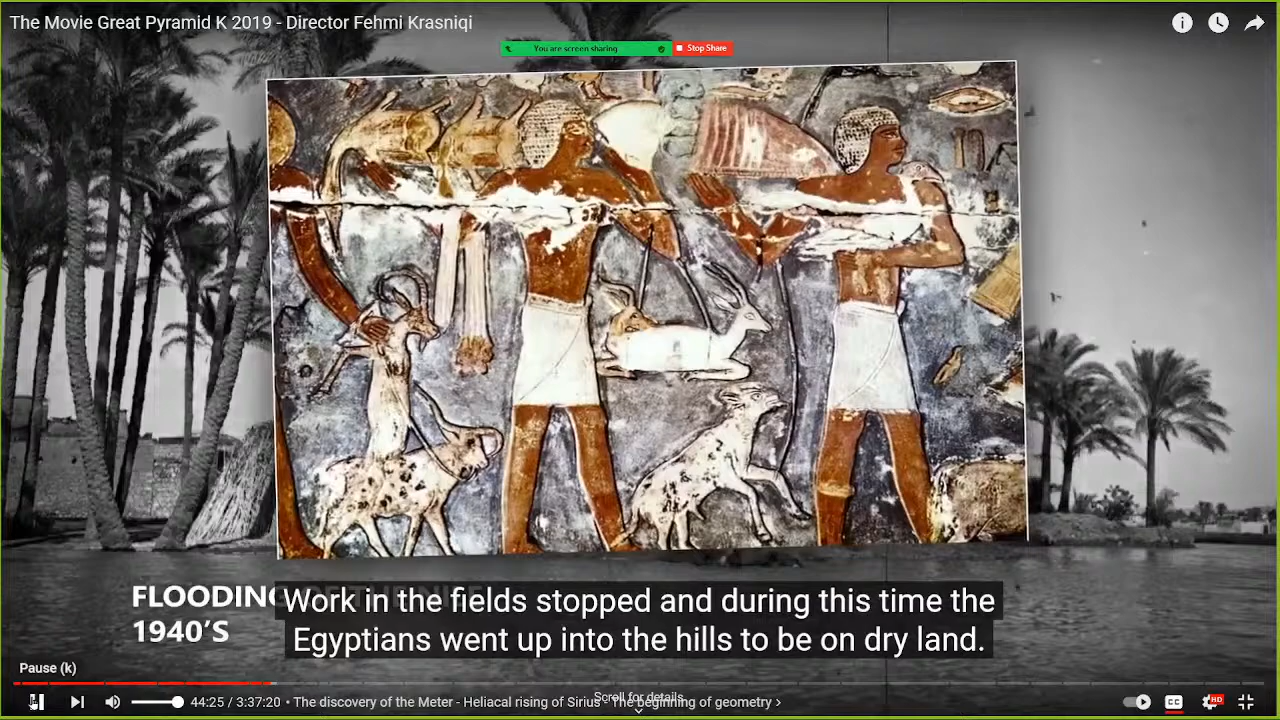 The Movie Great Pyramid K 2019 - Director Fehmi Krasniqi
You are screen sharing
Stop Share
FLOODING
1940'S
Work in the fields stopped and during this time the
Egyptians went up into the hills to be on dry land.
Pause (k)
Scroll for details
44:25 / 3:37:20 • The discovery of the Meter - Heliacal rising of Sirius - The beginning of geometry
CC
HD